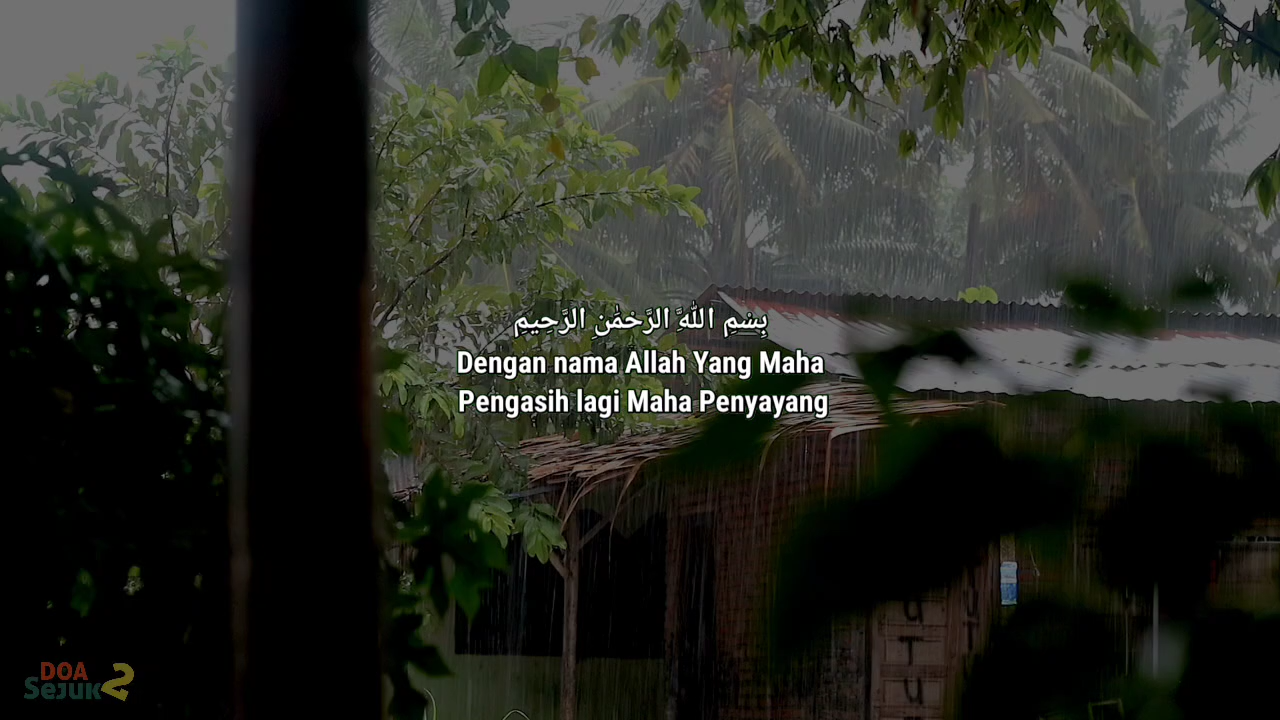 بِسْمِ اللّٰهِ الرَّحْمٰنِ الرَّحِيْمِ
Dengan nama Allah Yang Maha
Pengasih lagi Maha Penyayang
DOA
SeJUK2